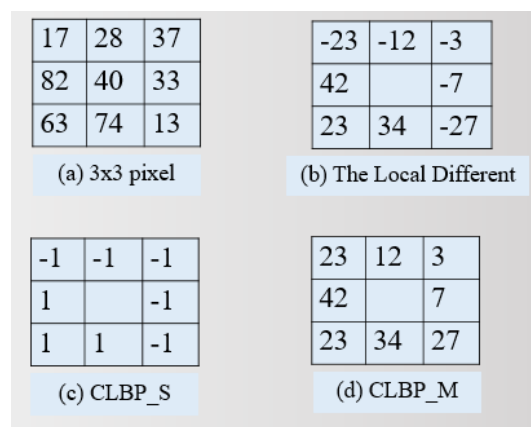 17 28 37
82 40 33
63 74 13
(a) 3x3 pixel
-23 -12 -3
42 -7
23 34 -27
(b) The Local Different
-1 -1 -1
1 -1
1 1 -1
(c) CLBP_S
23 12 3
42 7
23 34 27
(d) CLBP_M